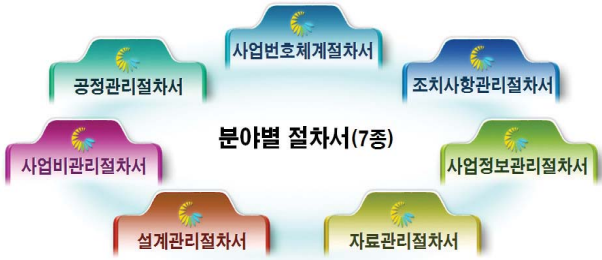 사업번호체계절차서
공정관리절차서
조치사항관리절차서
분야별 절차서(7종)
사업비관리절차서
사업정보관리절차서
설계관리절차서
자료관리절차서